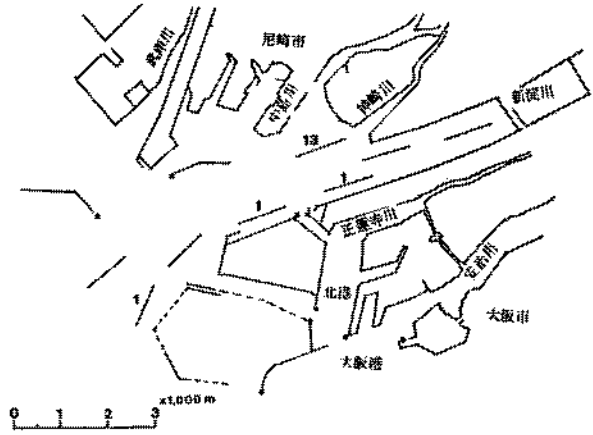 尼崎市
武庫川
中島川
神崎川
新淀川
13
1
1
1
1
正蓮寺川
安治川
北港
大阪市
大阪港
x1,000 m
0 1 2 3